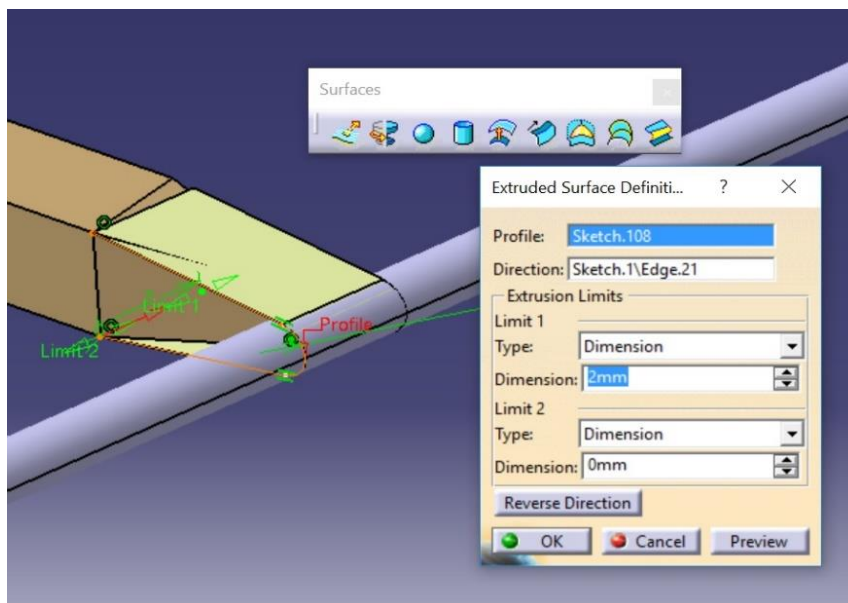 Surfaces
Extruded Surface Definiti... ?
Profile: Sketch.108
Direction: Sketch.1\Edge.21
Extrusion Limits
Limit 1
Type: Dimension
Dimension: 2mm
Limit 2
Type: Dimension
Dimension: 0mm
Reverse Direction
OK Cancel Preview
Limit 1
Profile
Limit 2